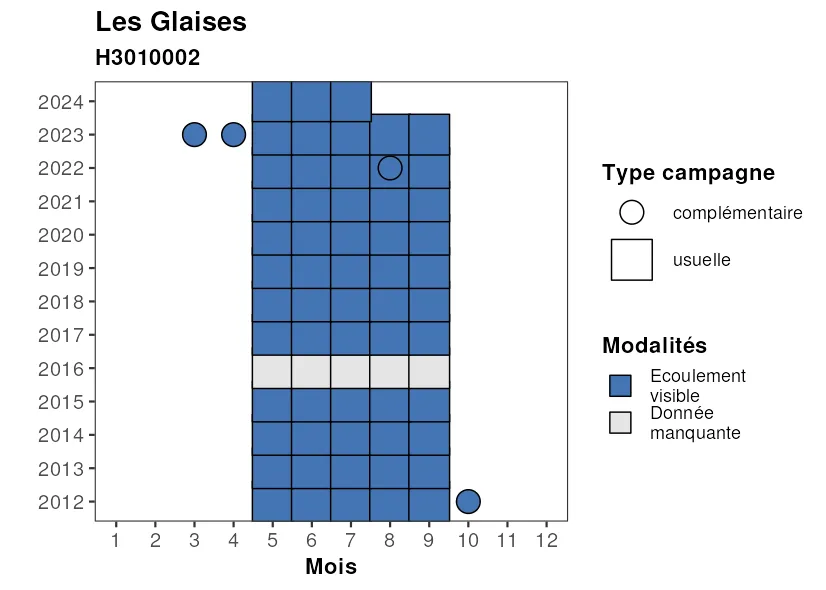 Les Glaises
H3010002
2024
2023
2022
2021
2020
2019
2018
2017
2016
2015
2014
2013
2012
1 2 3 4 5 6 7 8 9 10 11 12
Mois
Type campagne
complémentaire
usuelle
Modalités
Ecoulement
visible
Donnée
manquante